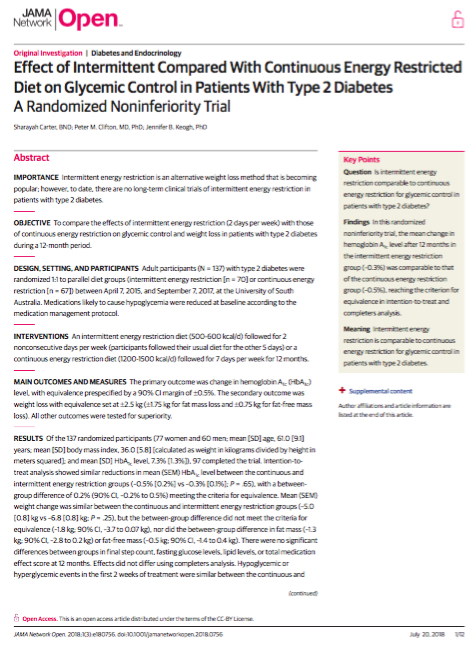 JAMA
Network Open™
Original Investigation | Diabetes and Endocrinology
Effect of Intermittent Compared With Continuous Energy Restricted
Diet on Glycemic Control in Patients With Type 2 Diabetes
A Randomized Noninferiority Trial
Sharayah Carter, BND; Peter M. Clifton, MD, PhD; Jennifer B. Keogh, PhD
Abstract
IMPORTANCE Intermittent energy restriction is an alternative weight loss method that is becoming
popular; however, to date, there are no long-term clinical trials of intermittent energy restriction in
patients with type 2 diabetes.
OBJECTIVE To compare the effects of intermittent energy restriction (2 days per week) with those
of continuous energy restriction on glycemic control and weight loss in patients with type 2 diabetes
during a 12-month period.
DESIGN, SETTING, AND PARTICIPANTS Adult participants (N = 137) with type 2 diabetes were
randomized 1:1 to parallel diet groups (intermittent energy restriction [n = 70] or continuous energy
restriction [n = 67]) between April 7, 2015, and September 7, 2017, at the University of South
Australia. Medications likely to cause hypoglycemia were reduced at baseline according to the
medication management protocol.
INTERVENTIONS An intermittent energy restriction diet (500-600 kcal/d) followed for 2
nonconsecutive days per week (participants followed their usual diet for the other 5 days) or a
continuous energy restriction diet (1200-1500 kcal/d) followed for 7 days per week for 12 months.
MAIN OUTCOMES AND MEASURES The primary outcome was change in hemoglobin A1c (HbA1c)
level, with equivalence prespecified by a 90% CI margin of ±0.5%. The secondary outcome was
weight loss with equivalence set at ±2.5 kg (±1.75 kg for fat mass loss and ±0.75 kg for fat-free mass
loss). All other outcomes were tested for superiority.
RESULTS Of the 137 randomized participants (77 women and 60 men; mean [SD] age, 61.0 [9.1]
years; mean [SD] body mass index, 36.0 [5.8] [calculated as weight in kilograms divided by height in
meters squared]; and mean [SD] HbA1c level, 7.3% [1.3%]), 97 completed the trial. Intention-to-
treat analysis showed similar reductions in mean (SEM) HbA1c level between the continuous and
intermittent energy restriction groups (−0.5% [0.2%] vs −0.3% [0.1%]; P = .65), with a between-
group difference of 0.2% (90% CI, −0.2% to 0.5%) meeting the criteria for equivalence. Mean (SEM)
weight change was similar between the continuous and intermittent energy restriction groups (−5.0
[0.8] kg vs −6.8 [0.8] kg; P = .25), but the between-group difference did not meet the criteria for
equivalence (−1.8 kg; 90% CI, −3.7 to 0.07 kg), nor did the between-group difference in fat mass (−1.3
kg; 90% CI, −2.8 to 0.2 kg) or fat-free mass (−0.5 kg; 90% CI, −1.4 to 0.4 kg). There were no significant
differences between groups in final step count, fasting glucose levels, lipid levels, or total medication
effect score at 12 months. Effects did not differ using completers analysis. Hypoglycemic or
hyperglycemic events in the first 2 weeks of treatment were similar between the continuous and
(continued)
Key Points
Question Is intermittent energy
restriction comparable to continuous
energy restriction for glycemic control in
patients with type 2 diabetes?
Findings In this randomized
noninferiority trial, the mean change in
hemoglobin A1c level after 12 months in
the intermittent energy restriction
group (−0.3%) was comparable to that
of the continuous energy restriction
group (−0.5%), reaching the criterion for
equivalence in intention-to-treat and
completers analysis.
Meaning Intermittent energy
restriction is comparable to continuous
energy restriction for glycemic control in
patients with type 2 diabetes.
+ Supplemental content
Author affiliations and article information are
listed at the end of this article.
Open Access. This is an open access article distributed under the terms of the CC-BY License.
JAMA Network Open. 2018;1(3):e180756. doi:10.1001/jamanetworkopen.2018.0756
July 20, 2018 1/12